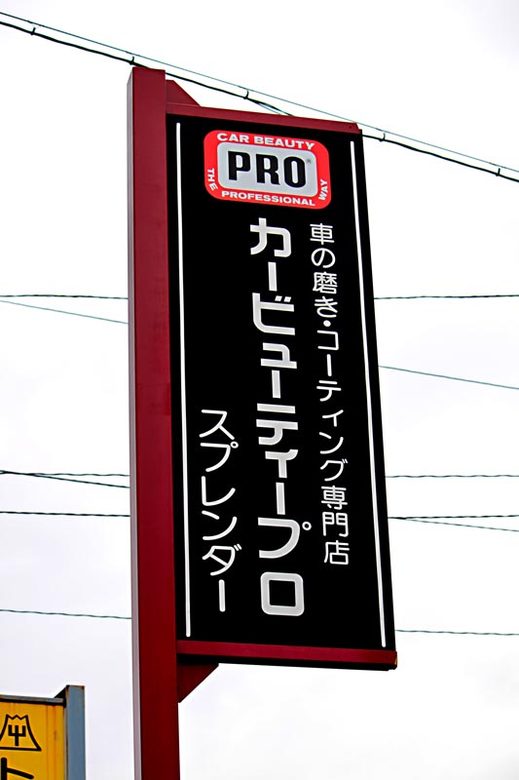 CAR BEAUTY
PRO®
THE PROFESSIONAL WAY
車の磨き・コーティング専門店
カービューティープロ
スプレンダー
ト